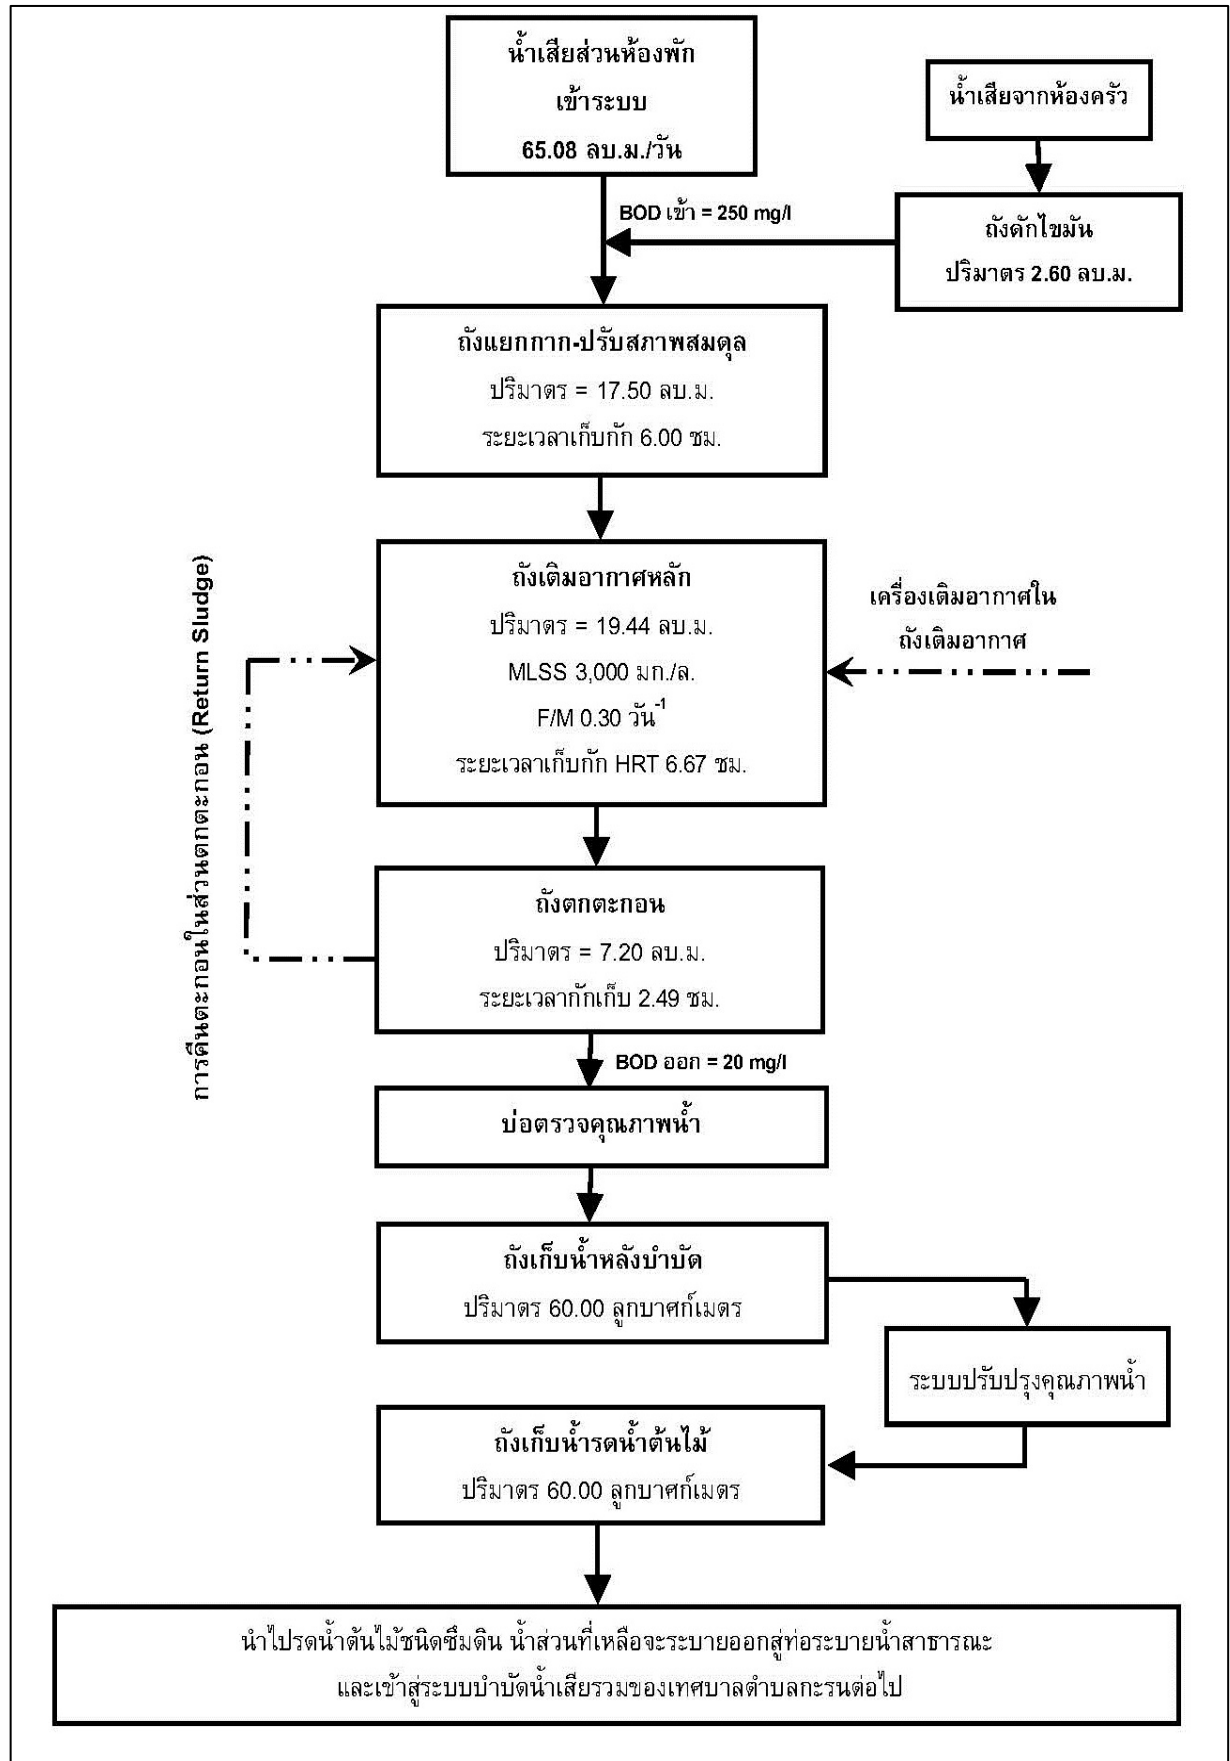 น้ำเสียส่วนห้องพัก
เข้าระบบ
65.08 ลบ.ม./วัน
น้ำเสียจากห้องครัว
BOD เข้า = 250 mg/l
ถังดักไขมัน
ปริมาตร 2.60 ลบ.ม.
ถังแยกกาก-ปรับสภาพสมดุล
ปริมาตร = 17.50 ลบ.ม.
ระยะเวลาเก็บกัก 6.00 ชม.
ถังเติมอากาศหลัก
ปริมาตร = 19.44 ลบ.ม.
MLSS 3,000 มก./ล.
F/M 0.30 วัน⁻¹
ระยะเวลาเก็บกัก HRT 6.67 ชม.
เครื่องเติมอากาศใน
ถังเติมอากาศ
การคืนตะกอนในส่วนตกตะกอน (Return Sludge)
ถังตกตะกอน
ปริมาตร = 7.20 ลบ.ม.
ระยะเวลากักเก็บ 2.49 ชม.
BOD ออก = 20 mg/l
บ่อตรวจคุณภาพน้ำ
ถังเก็บน้ำหลังบำบัด
ปริมาตร 60.00 ลูกบาศก์เมตร
ระบบปรับปรุงคุณภาพน้ำ
ถังเก็บน้ำรดน้ำต้นไม้
ปริมาตร 60.00 ลูกบาศก์เมตร
นำไปรดน้ำต้นไม้ชนิดซึมดิน น้ำส่วนที่เหลือจะระบายออกสู่ท่อระบายน้ำสาธารณะ
และเข้าสู่ระบบบำบัดน้ำเสียรวมของเทศบาลตำบลกะรนต่อไป